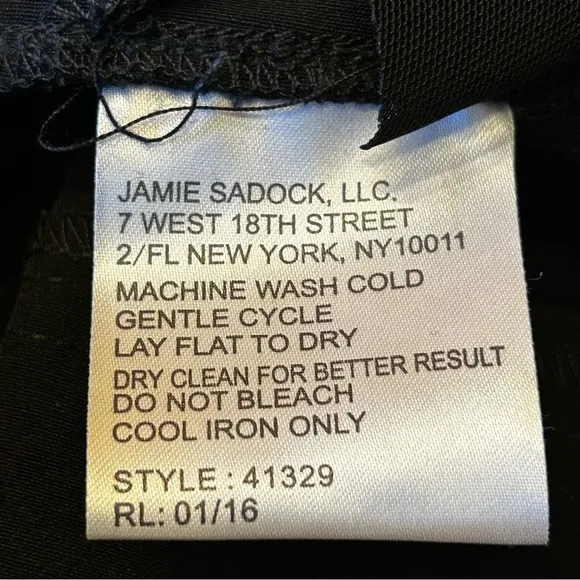 JAMIE SADOCK, LLC.
7 WEST 18TH STREET
2/FL NEW YORK, NY10011
MACHINE WASH COLD
GENTLE CYCLE
LAY FLAT TO DRY
DRY CLEAN FOR BETTER RESULT
DO NOT BLEACH
COOL IRON ONLY
STYLE : 41329
RL: 01/16